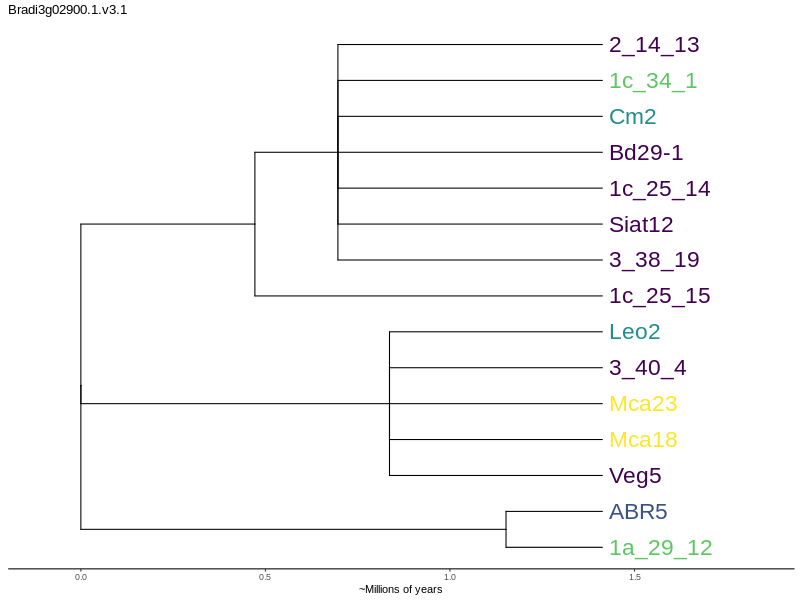 Bradi3g02900.1.v3.1
2_14_13
1c_34_1
Cm2
Bd29-1
1c_25_14
Siat12
3_38_19
1c_25_15
Leo2
3_40_4
Mca23
Mca18
Veg5
ABR5
1a_29_12
0.0 0.5 1.0 1.5
~Millions of years